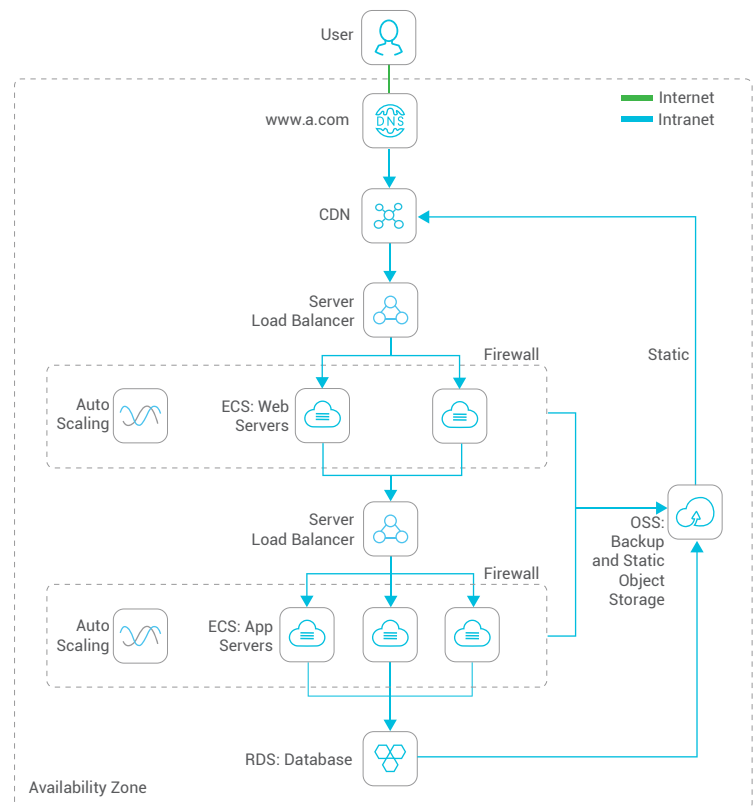 User
www.a.com
DNS
Internet
Intranet
CDN
Server
Load Balancer
Firewall
Static
Auto
Scaling
ECS: Web
Servers
Server
Load Balancer
OSS:
Backup
and Static
Object
Storage
Firewall
Auto
Scaling
ECS: App
Servers
RDS: Database
Availability Zone